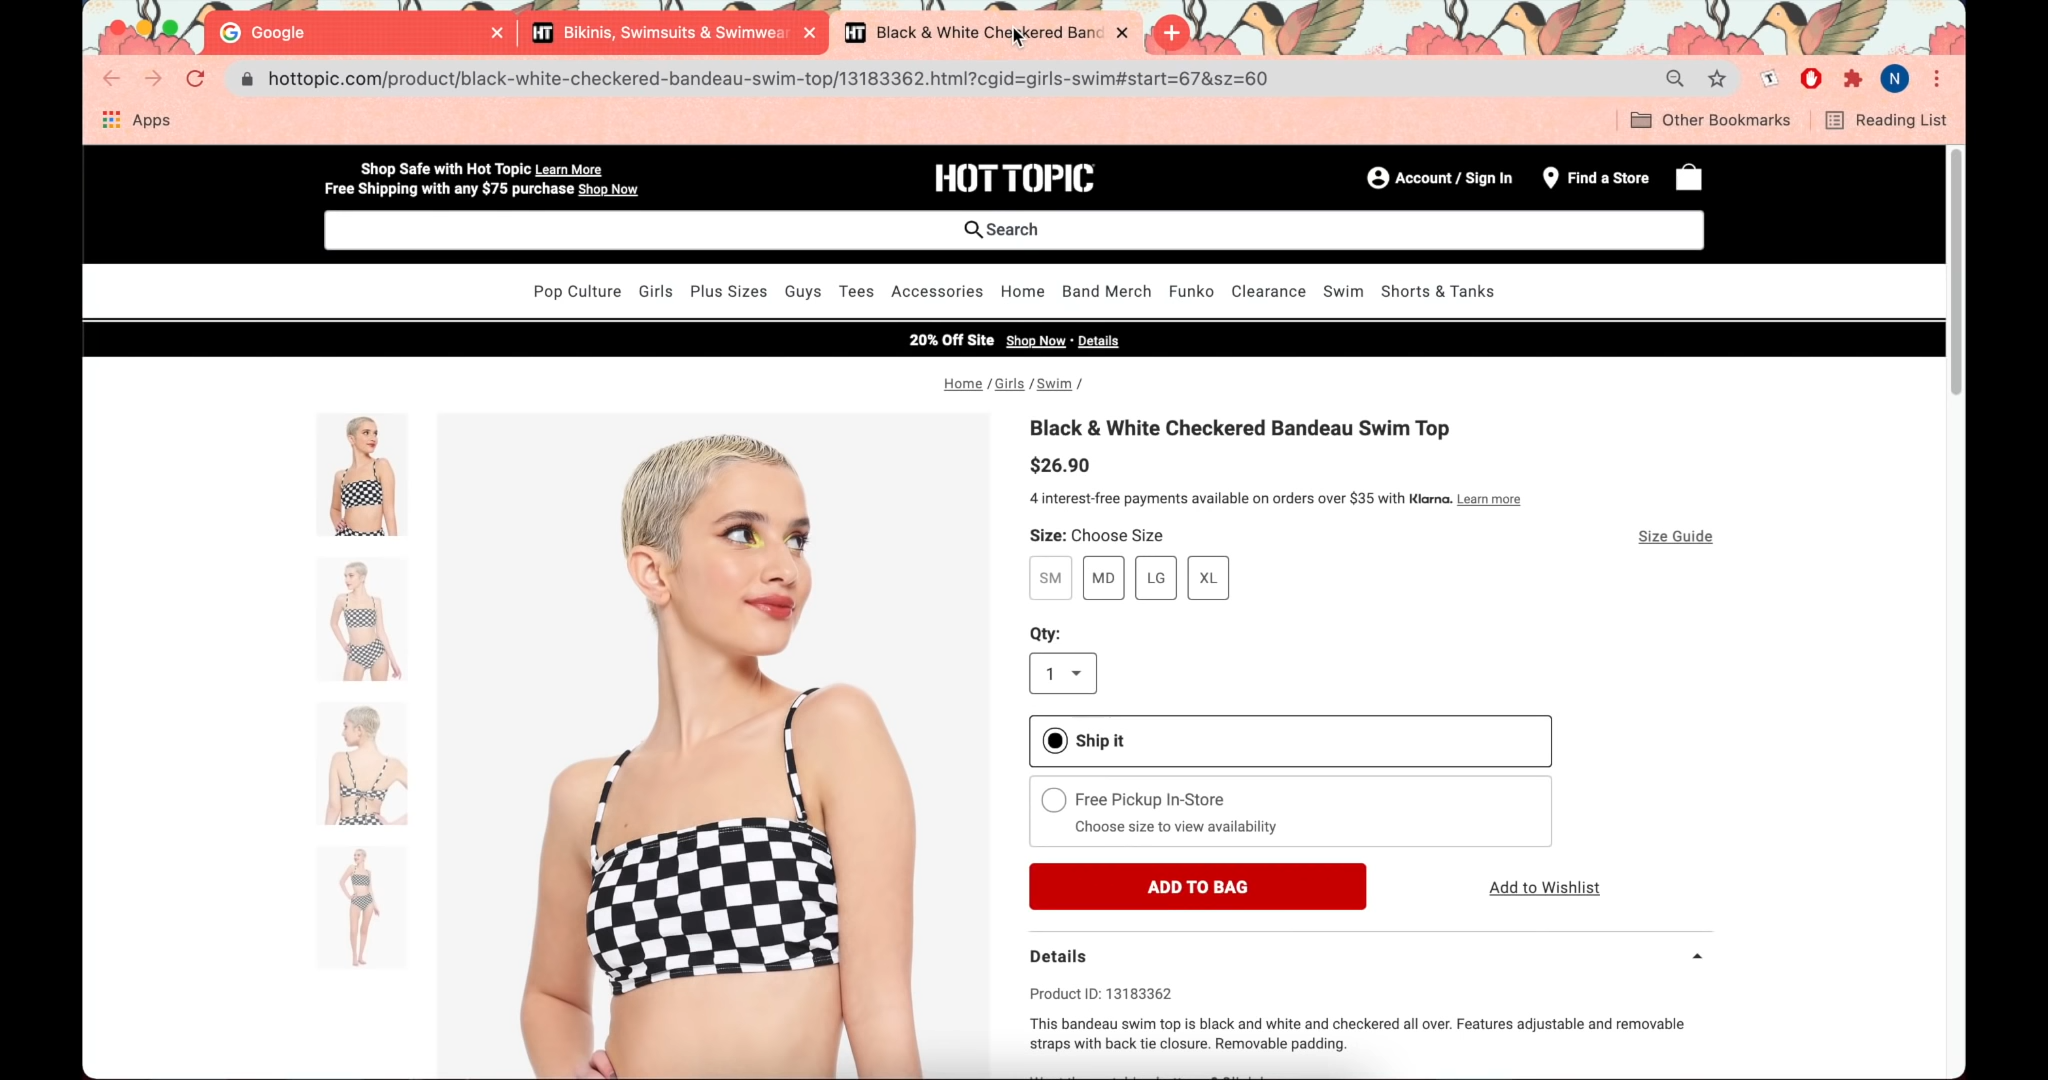 Google
Bikinis, Swimsuits & Swimwear
Black & White Checkered Band
hottopic.com/product/black-white-checkered-bandeau-swim-top/13183362.html?cgid=girls-swim#start=67&sz=60
N
Apps
Other Bookmarks
Reading List
Shop Safe with Hot Topic Learn More
Free Shipping with any $75 purchase Shop Now
HOT TOPIC
Account / Sign In
Find a Store
Search
Pop Culture Girls Plus Sizes Guys Tees Accessories Home Band Merch Funko Clearance Swim Shorts & Tanks
20% Off Site Shop Now · Details
Home / Girls / Swim /
Black & White Checkered Bandeau Swim Top
$26.90
4 interest-free payments available on orders over $35 with Klarna. Learn more
Size: Choose Size
Size Guide
SM MD LG XL
Qty:
1
Ship it
Free Pickup In-Store
Choose size to view availability
ADD TO BAG
Add to Wishlist
Details
Product ID: 13183362
This bandeau swim top is black and white and checkered all over. Features adjustable and removable
straps with back tie closure. Removable padding.